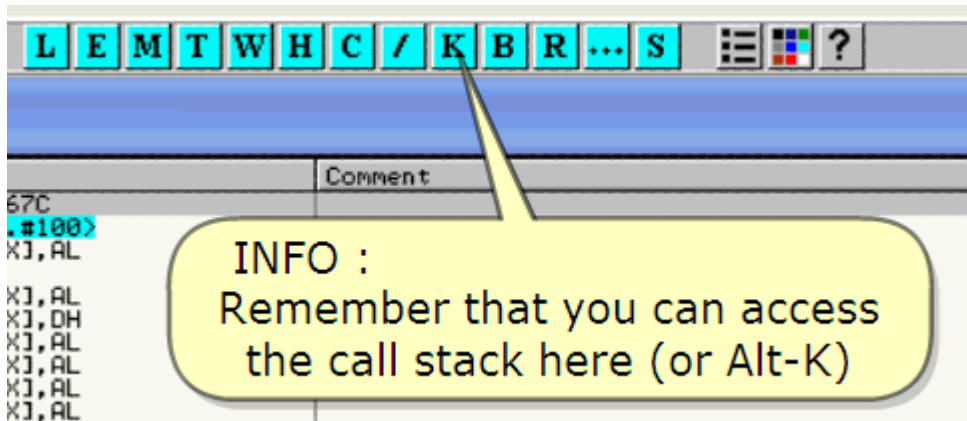 L E M T W H C / K B R ... S ?
Comment
67C
.#100>
X],AL
X],AL
X],DH
X],AL
X],AL
X],AL
X],AL
INFO :
Remember that you can access
the call stack here (or Alt-K)